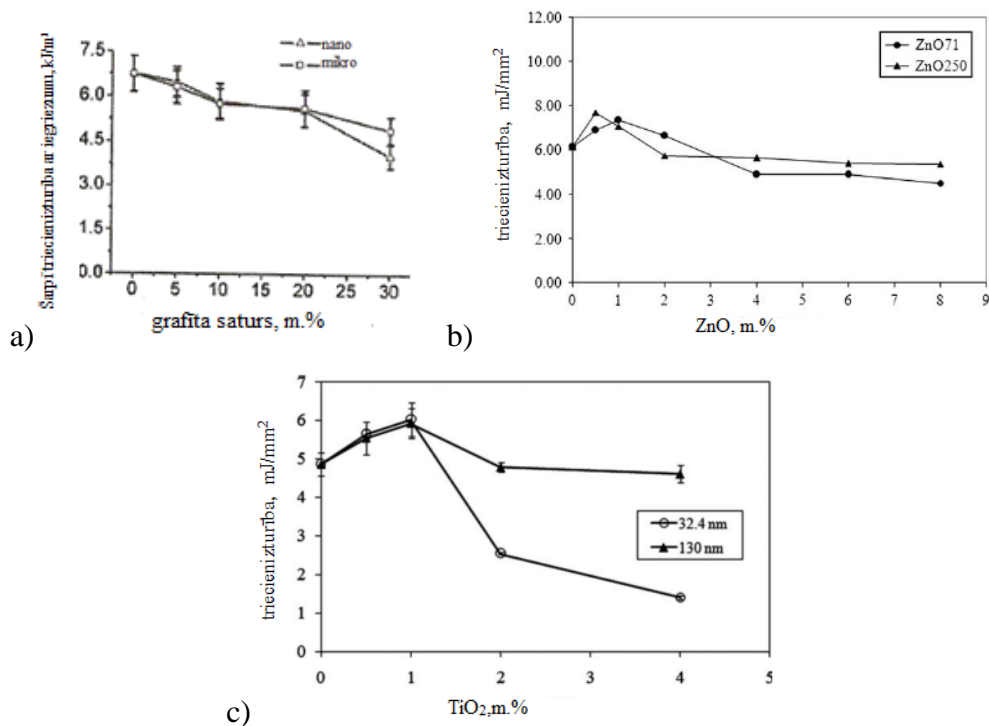 Šarpī triecienizturība ar iegriezum, kJ/m¹
7.5
6.0
4.5
3.0
1.5
0.0
nano
mikro
0 5 10 15 20 25 30
grafīta saturs, m.%
a)
triecienizturība, mJ/mm²
12.00
10.00
8.00
6.00
4.00
2.00
0.00
ZnO71
ZnO250
0 1 2 3 4 5 6 7 8 9
ZnO, m.%
b)
triecienizturība, mJ/mm²
7
6
5
4
3
2
1
0
32.4 nm
130 nm
0 1 2 3 4 5
TiO₂,m.%
c)